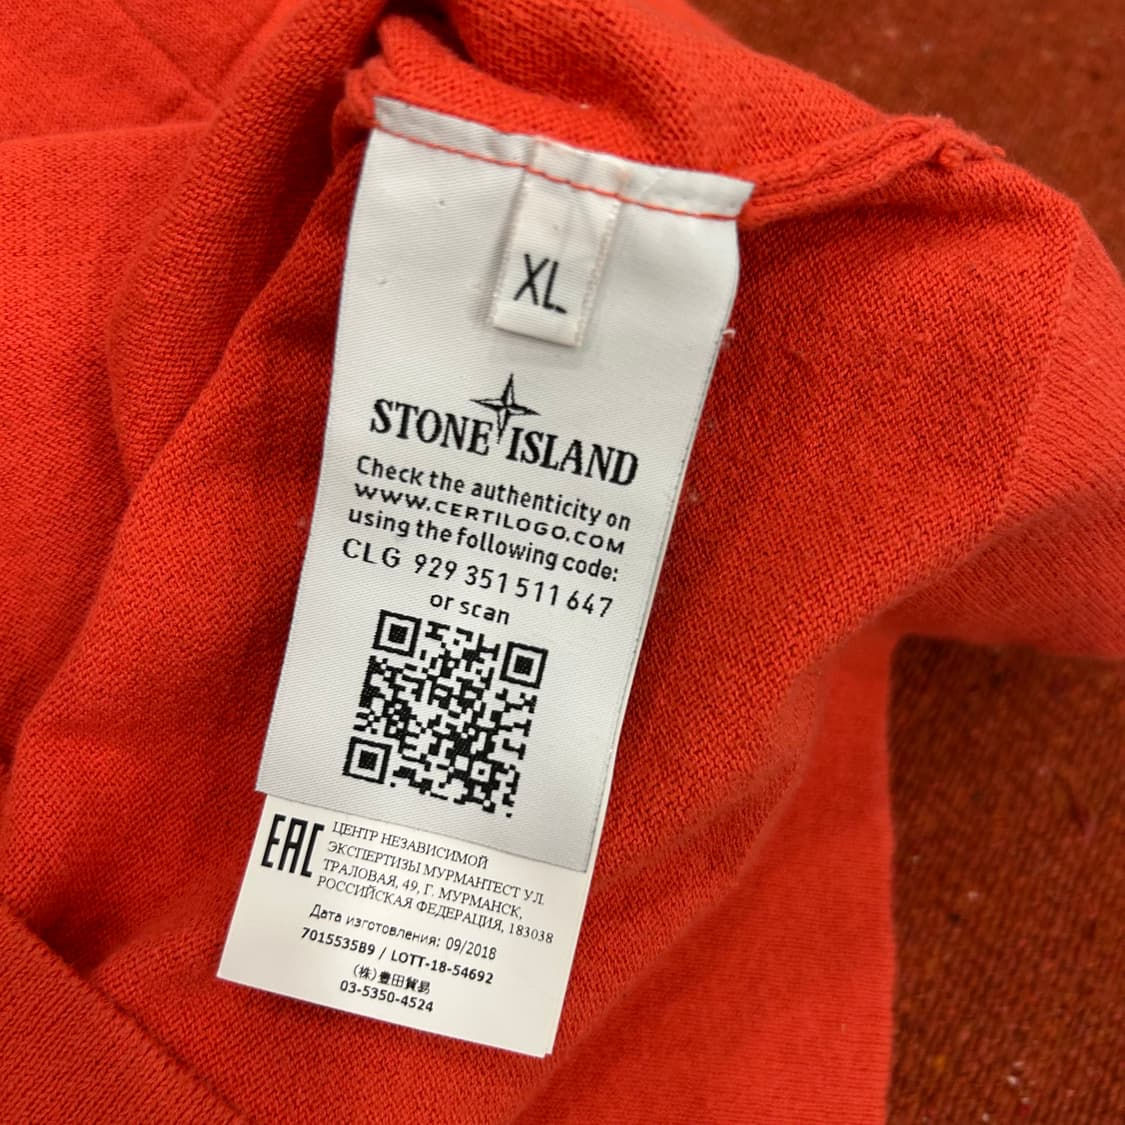 XL
STONE ISLAND
Check the authenticity on
WWW.CERTILOGO.COM
using the following code:
CLG 929 351 511 647
or scan
EAC
ЦЕНТР НЕЗАВИСИМОЙ
ЭКСПЕРТИЗЫ МУРМАНТЕСТ УЛ.
ТРАЛОВАЯ, 49, Г. МУРМАНСК,
РОССИЙСКАЯ ФЕДЕРАЦИЯ, 183038
Дата изготовления: 09/2018
7015535B9 / LOTT-18-54692
(株)豊田貿易
03-5350-4524